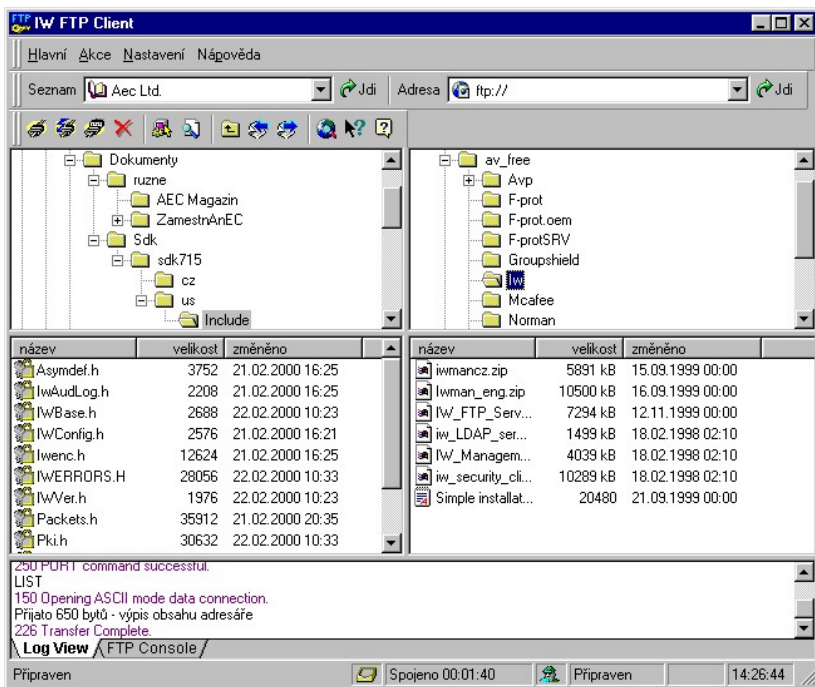 FTP IW FTP Client
Hlavní Akce Nastavení Nápověda
Seznam Aec Ltd. Jdi Adresa ftp:// Jdi
Dokumenty
ruzne
AEC Magazin
ZamestnAnEC
Sdk
sdk715
cz
us
Include
av_free
Avp
F-prot
F-prot.oem
F-protSRV
Groupshield
Iw
Mcafee
Norman
název velikost změněno
Asymdef.h 3752 21.02.2000 16:25
IwAudLog.h 2208 21.02.2000 16:25
IWBase.h 2688 22.02.2000 10:23
IWConfig.h 2576 21.02.2000 16:21
Iwenc.h 12624 21.02.2000 16:25
IWERRORS.H 28056 22.02.2000 10:33
IWVer.h 1976 22.02.2000 10:23
Packets.h 35912 21.02.2000 20:35
Pki.h 30632 22.02.2000 10:33
název velikost změněno
iwmancz.zip 5891 kB 15.09.1999 00:00
Iwman_eng.zip 10500 kB 16.09.1999 00:00
IW_FTP_Serv... 7294 kB 12.11.1999 00:00
iw_LDAP_ser... 1499 kB 18.02.1998 02:10
IW_Managem... 4039 kB 18.02.1998 02:10
iw_security_cli... 10289 kB 18.02.1998 02:10
Simple installat... 20480 21.09.1999 00:00
250 PORT command successful.
LIST
150 Opening ASCII mode data connection.
Přijato 650 bytů - výpis obsahu adresáře
226 Transfer Complete.
Log View FTP Console
Připraven Spojeno 00:01:40 Připraven 14:26:44